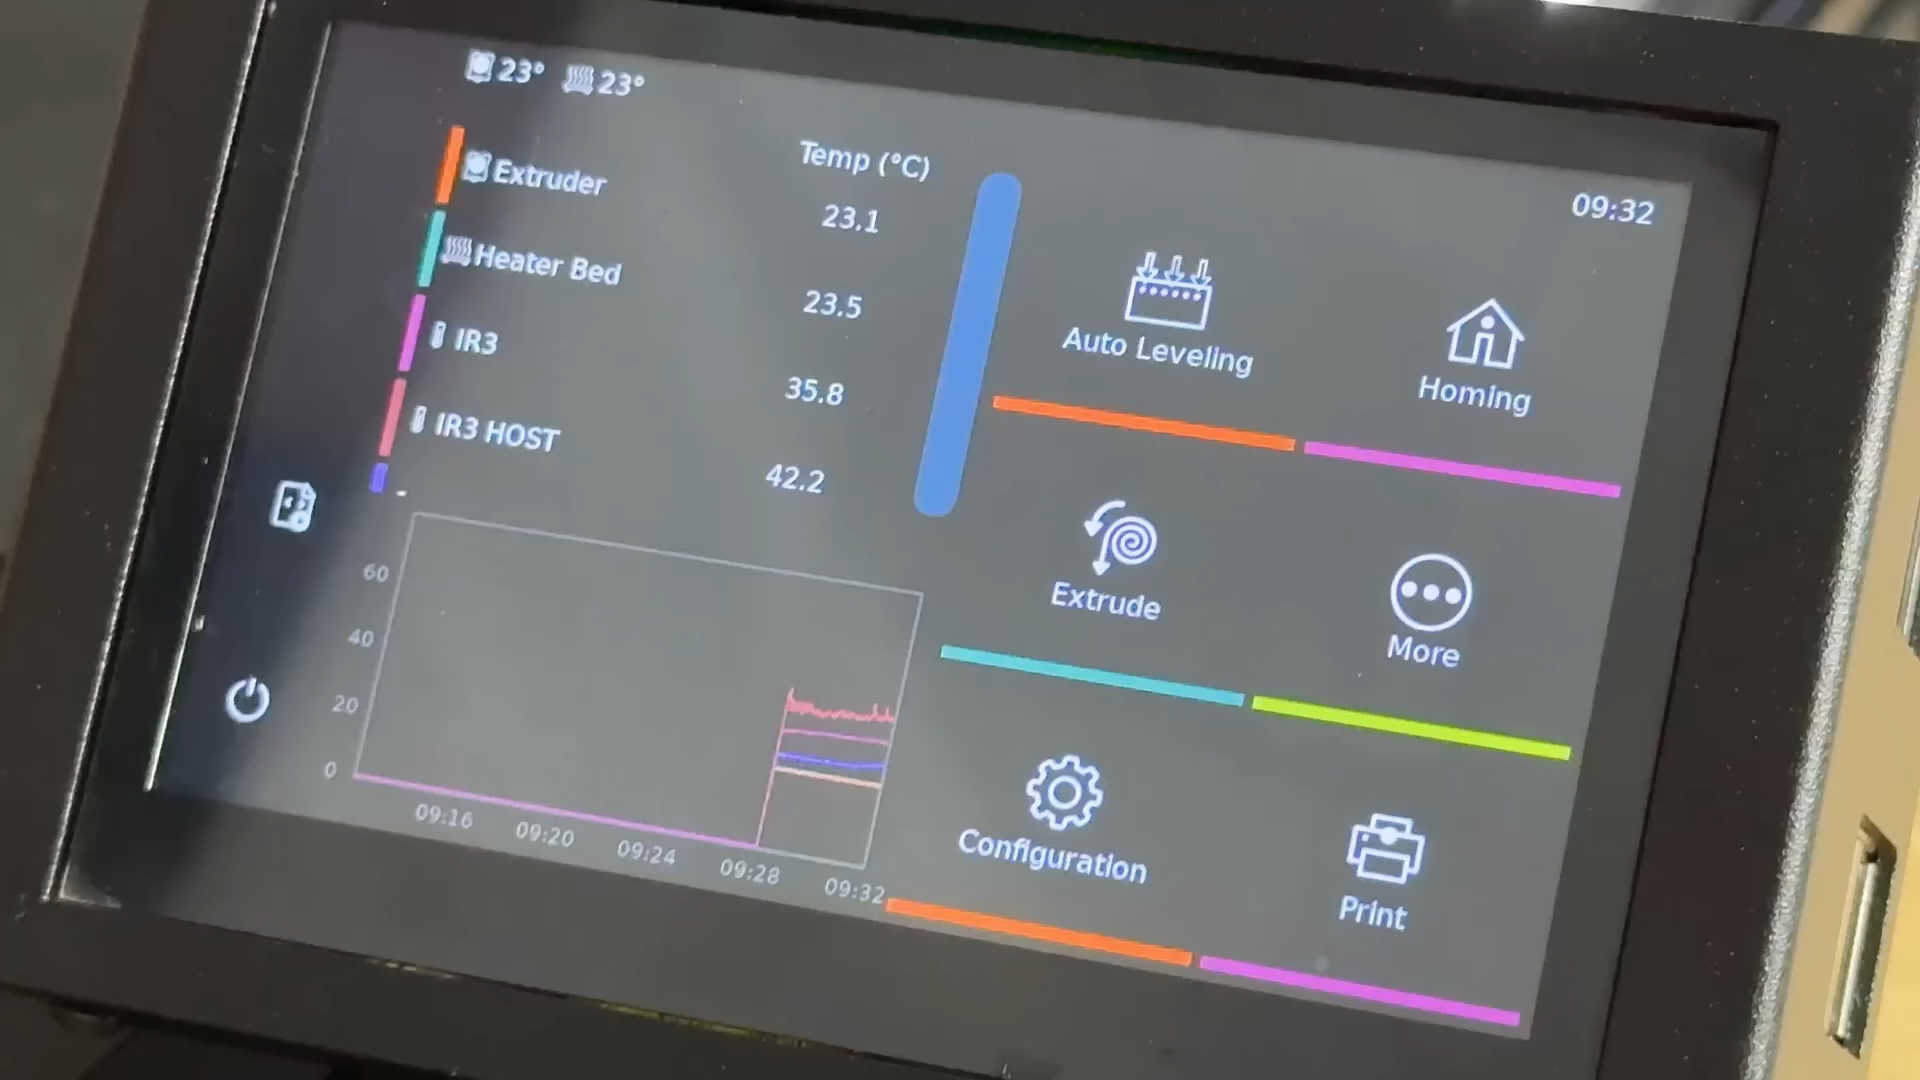 23° 23°
Temp (°C)
Extruder 23.1
Heater Bed 23.5
IR3 35.8
IR3 HOST 42.2
60
40
20
0
09:16 09:20 09:24 09:28 09:32
09:32
Auto Leveling
Homing
Extrude
More
Configuration
Print